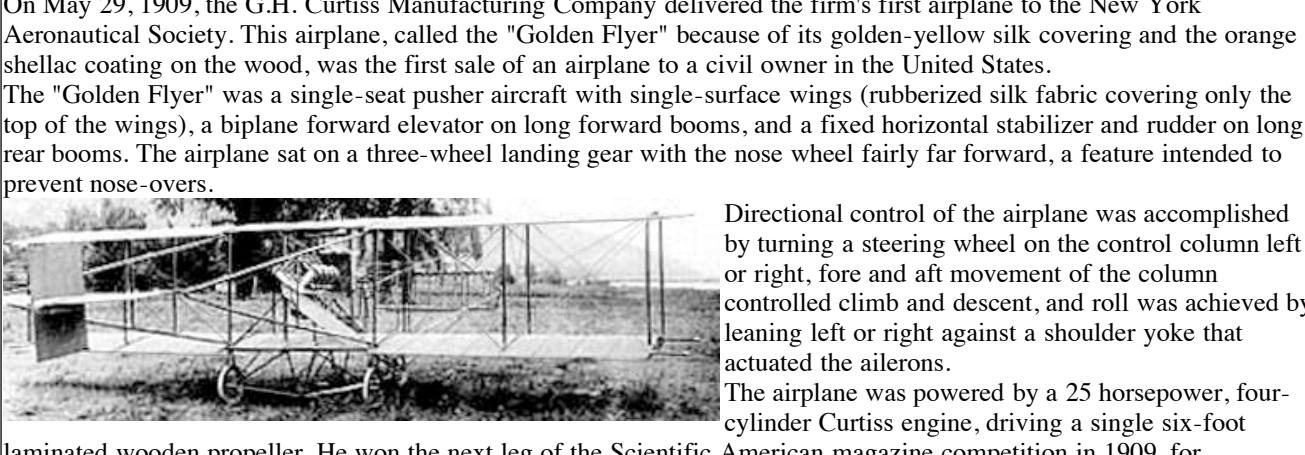 On May 29, 1909, the G.H. Curtiss Manufacturing Company delivered the firm's first airplane to the New York
Aeronautical Society. This airplane, called the "Golden Flyer" because of its golden-yellow silk covering and the orange
shellac coating on the wood, was the first sale of an airplane to a civil owner in the United States.
The "Golden Flyer" was a single-seat pusher aircraft with single-surface wings (rubberized silk fabric covering only the
top of the wings), a biplane forward elevator on long forward booms, and a fixed horizontal stabilizer and rudder on long
rear booms. The airplane sat on a three-wheel landing gear with the nose wheel fairly far forward, a feature intended to
prevent nose-overs.
Directional control of the airplane was accomplished
by turning a steering wheel on the control column left
or right, fore and aft movement of the column
controlled climb and descent, and roll was achieved by
leaning left or right against a shoulder yoke that
actuated the ailerons.
The airplane was powered by a 25 horsepower, four-
cylinder Curtiss engine, driving a single six-foot
laminated wooden propeller. He won the next leg of the Scientific American magazine competition in 1909, for